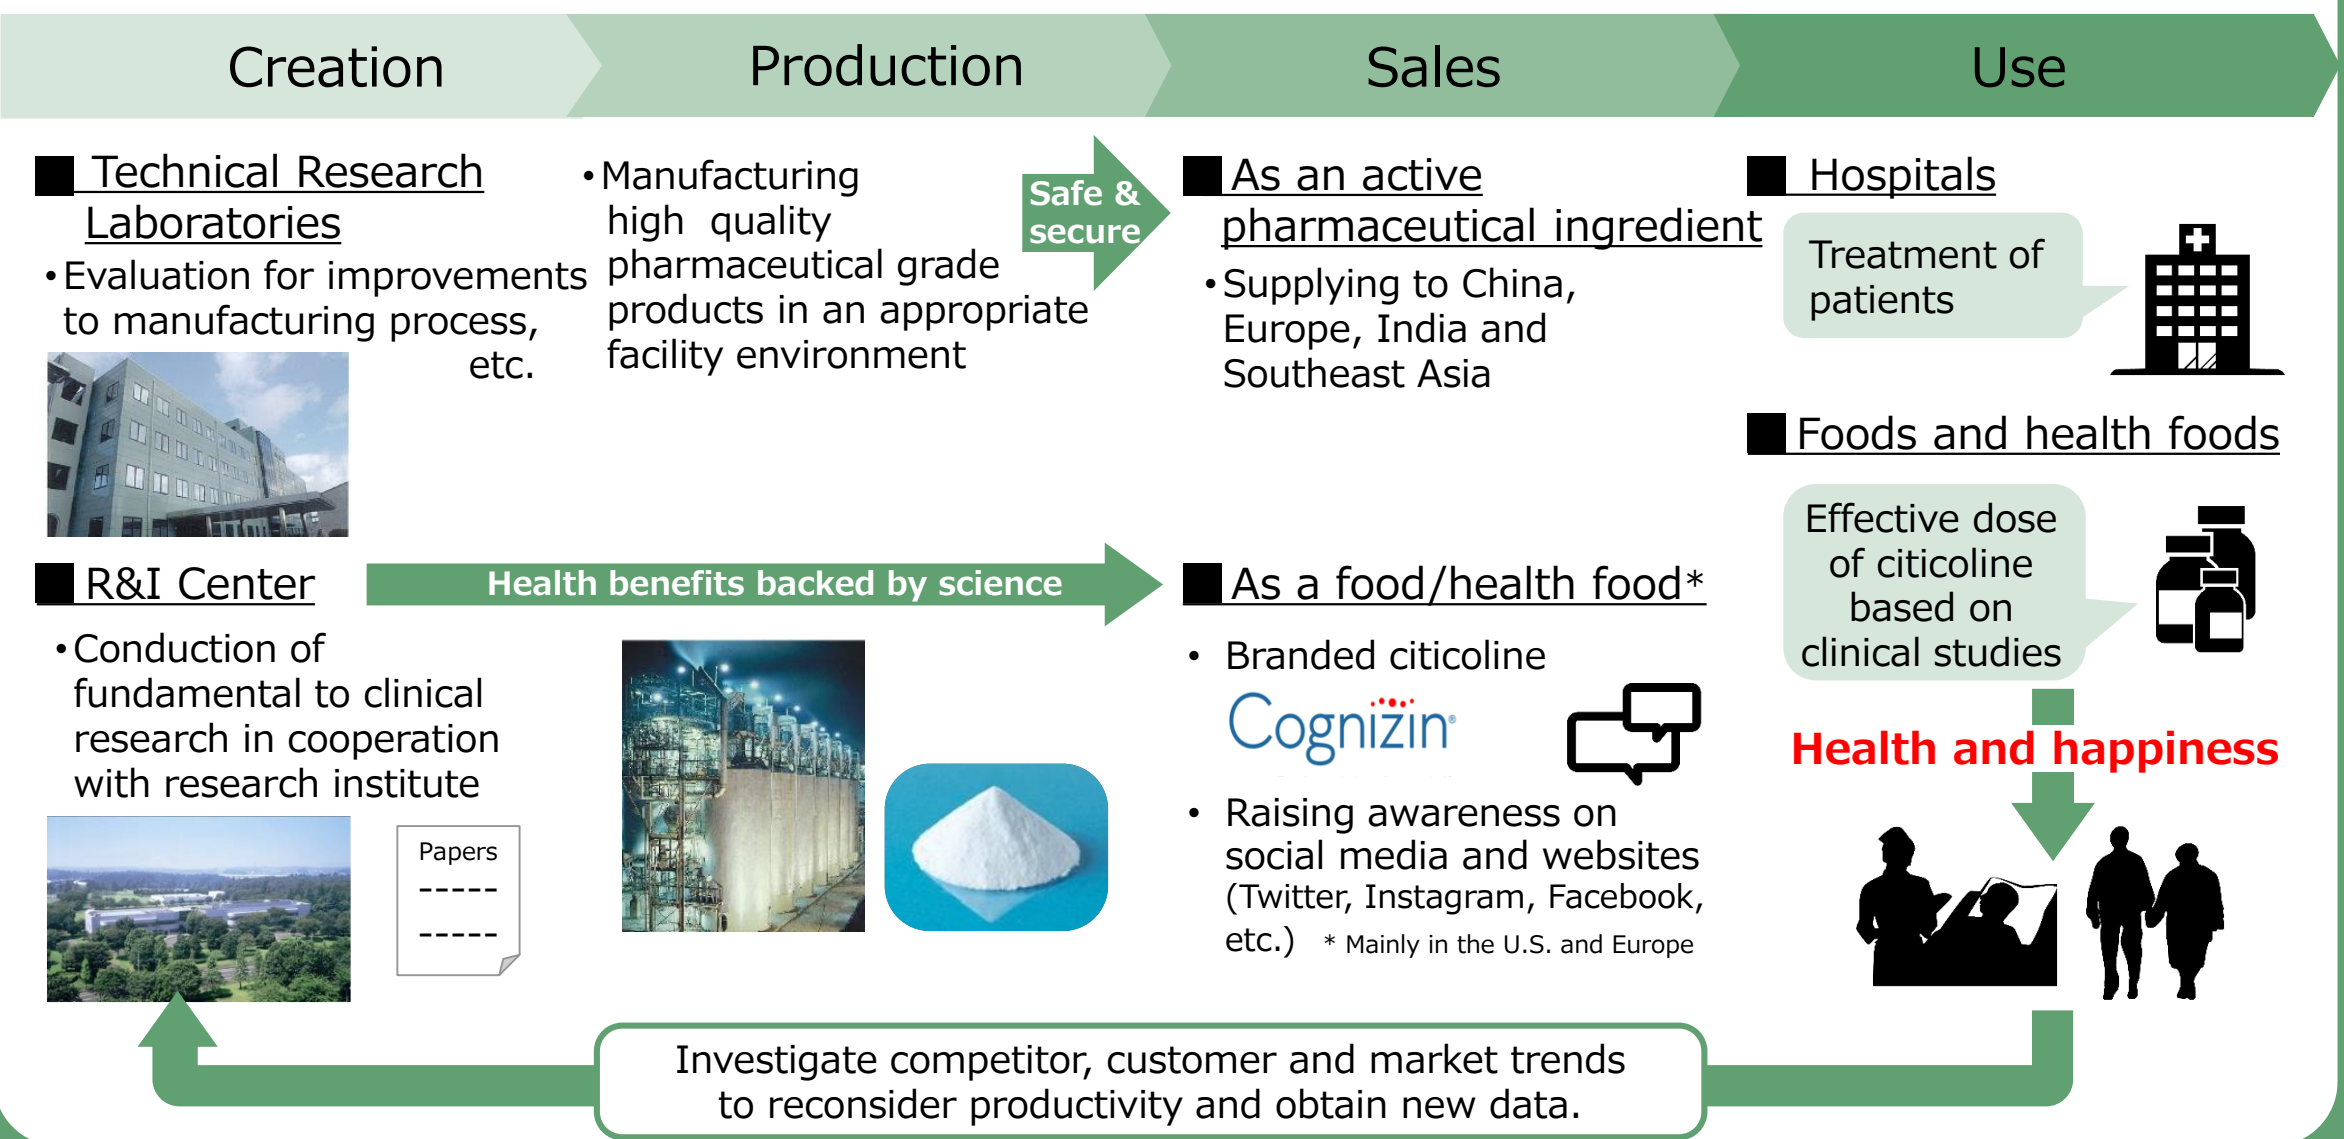 Creation
Production
Sales
Use
■ Technical Research
Laboratories
・Evaluation for improvements
to manufacturing process,
etc.
■ R&I Center
・Conduction of
fundamental to clinical
research in cooperation
with research institute
Papers
-----
-----
・Manufacturing
high quality
pharmaceutical grade
products in an appropriate
facility environment
Safe &
secure
Health benefits backed by science
■ As an active
pharmaceutical ingredient
・Supplying to China,
Europe, India and
Southeast Asia
■ As a food/health food*
• Branded citicoline
Cognizin®
• Raising awareness on
social media and websites
(Twitter, Instagram, Facebook,
etc.) * Mainly in the U.S. and Europe
■ Hospitals
Treatment of
patients
■ Foods and health foods
Effective dose
of citicoline
based on
clinical studies
Health and happiness
Investigate competitor, customer and market trends
to reconsider productivity and obtain new data.